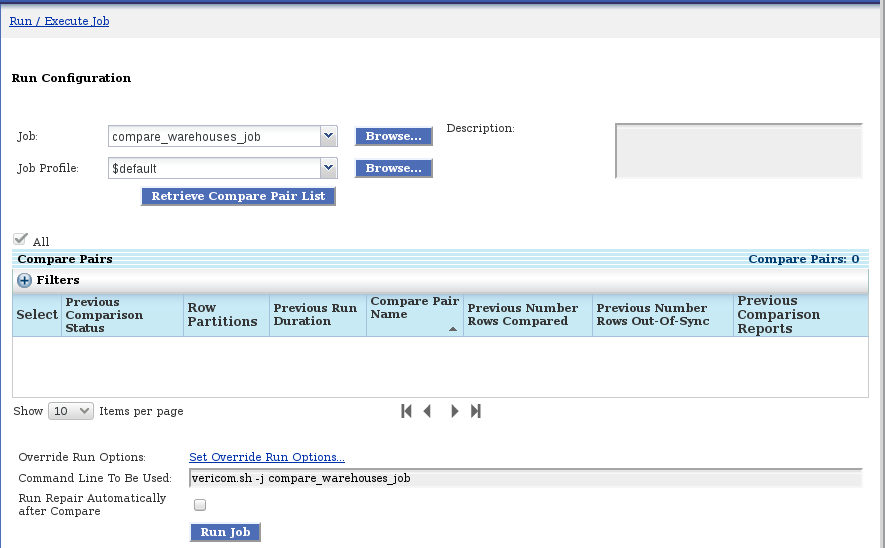 Run / Execute Job
Run Configuration
Job: compare_warehouses_job Browse... Description:
Job Profile: $default Browse...
Retrieve Compare Pair List
All
Compare Pairs Compare Pairs: 0
Filters
Select Previous Comparison Status Row Partitions Previous Run Duration Compare Pair Name Previous Number Rows Compared Previous Number Rows Out-Of-Sync Previous Comparison Reports
Show 10 Items per page
Override Run Options: Set Override Run Options...
Command Line To Be Used: vericom.sh -j compare_warehouses_job
Run Repair Automatically
after Compare
Run Job